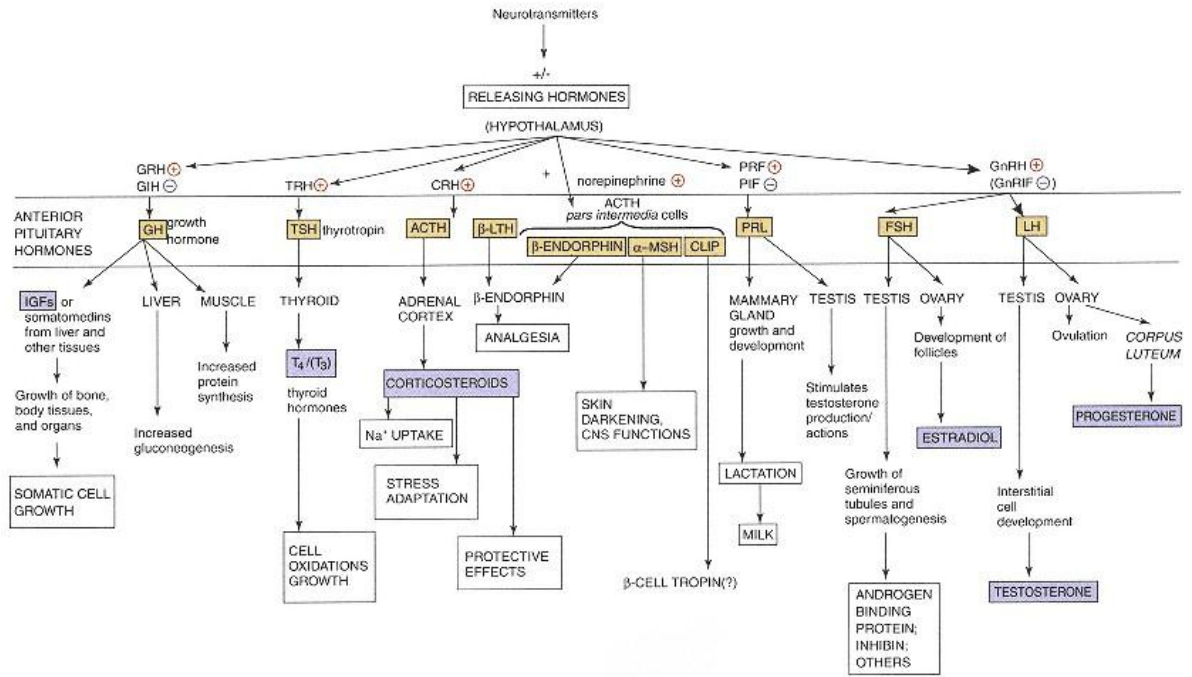 Neurotransmitters
+/-
RELEASING HORMONES
(HYPOTHALAMUS)
GRH +
GIH −
TRH +
CRH +
+
norepinephrine +
PRF +
PIF −
GnRH +
(GnRIF −)
ANTERIOR
PITUITARY
HORMONES
GH growth
hormone
TSH thyrotropin
ACTH
β-LTH
ACTH
pars intermedia cells
β-ENDORPHIN
α-MSH
CLIP
PRL
FSH
LH
IGFs or
somatomedins
from liver and
other tissues
Growth of bone,
body tissues,
and organs
SOMATIC CELL
GROWTH
LIVER
Increased
gluconeogenesis
MUSCLE
Increased
protein
synthesis
THYROID
T4/(T3)
thyroid
hormones
CELL
OXIDATIONS
GROWTH
ADRENAL
CORTEX
CORTICOSTEROIDS
Na+ UPTAKE
STRESS
ADAPTATION
PROTECTIVE
EFFECTS
β-ENDORPHIN
ANALGESIA
SKIN
DARKENING,
CNS FUNCTIONS
β-CELL TROPIN(?)
MAMMARY
GLAND
growth and
development
LACTATION
MILK
TESTIS
Stimulates
testosterone
production/
actions
TESTIS
Growth of
seminiferous
tubules and
spermalogenesis
ANDROGEN
BINDING
PROTEIN;
INHIBIN;
OTHERS
OVARY
Development of
follicles
ESTRADIOL
TESTIS
Interstitial
cell
development
TESTOSTERONE
OVARY
Ovulation
CORPUS
LUTEUM
PROGESTERONE